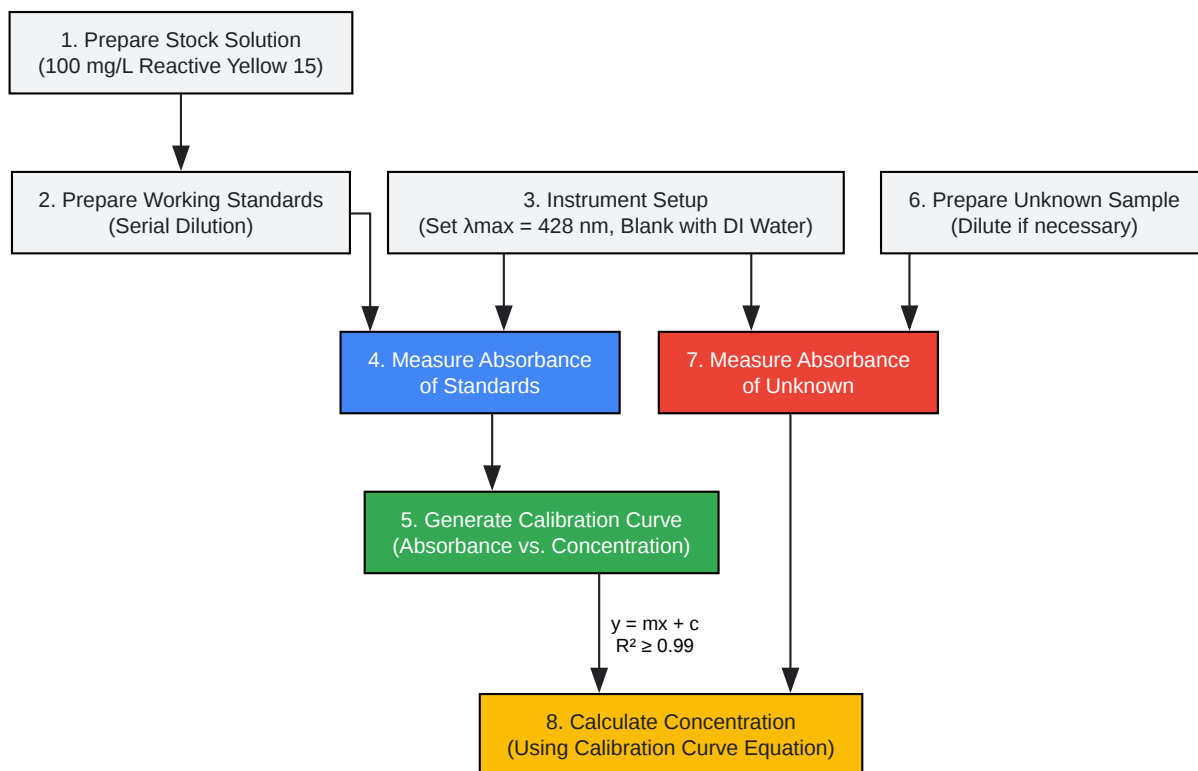 1. Prepare Stock Solution
(100 mg/L Reactive Yellow 15)
2. Prepare Working Standards
(Serial Dilution)
3. Instrument Setup
(Set λmax = 428 nm, Blank with DI Water)
6. Prepare Unknown Sample
(Dilute if necessary)
4. Measure Absorbance
of Standards
7. Measure Absorbance
of Unknown
5. Generate Calibration Curve
(Absorbance vs. Concentration)
y = mx + c
R² ≥ 0.99
8. Calculate Concentration
(Using Calibration Curve Equation)